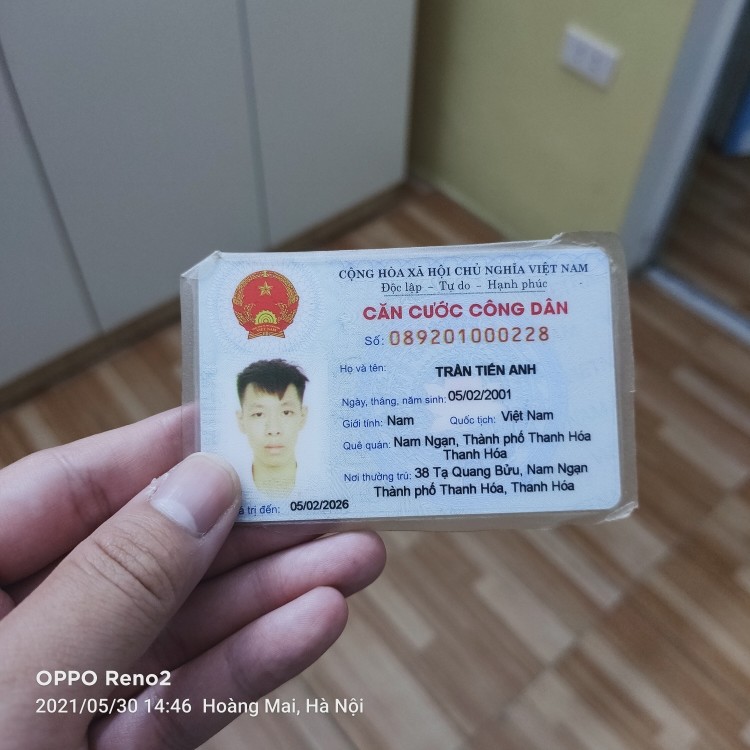 CỘNG HÒA XÃ HỘI CHỦ NGHĨA VIỆT NAM
Độc lập – Tự do – Hạnh phúc
CĂN CƯỚC CÔNG DÂN
Số: 089201000228
Họ và tên: TRẦN TIẾN ANH
Ngày, tháng, năm sinh: 05/02/2001
Giới tính: Nam Quốc tịch: Việt Nam
Quê quán: Nam Ngạn, Thành phố Thanh Hóa
Thanh Hóa
Nơi thường trú: 38 Tạ Quang Bửu, Nam Ngạn
Thành phố Thanh Hóa, Thanh Hóa
trị đến: 05/02/2026
OPPO Reno2
2021/05/30 14:46 Hoàng Mai, Hà Nội